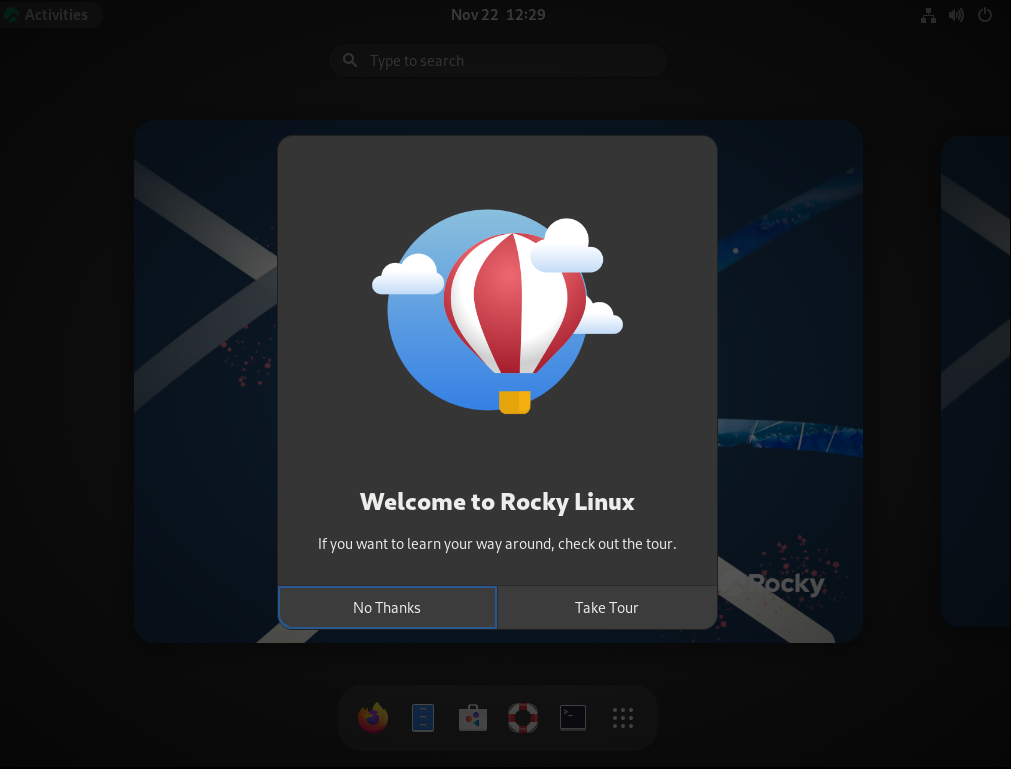 Activities
Nov 22 12:29
Type to search
Welcome to Rocky Linux
If you want to learn your way around, check out the tour.
Rocky
No Thanks
Take Tour